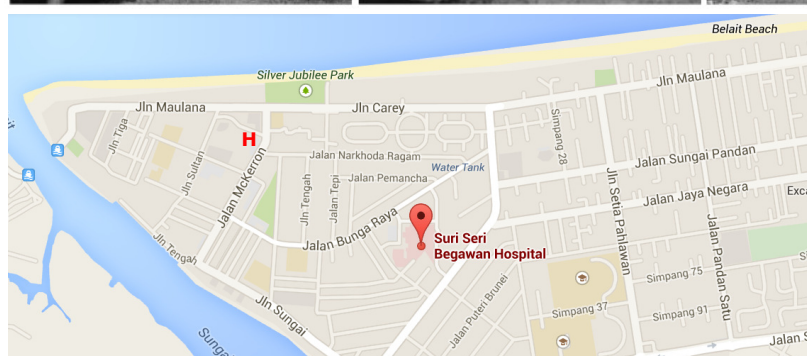 Belait Beach
Silver Jubilee Park
Jln Maulana
Jln Maulana
Jln Carey
Jln Tiga
H
Simpang 28
Jalan Narkhoda Ragam
Water Tank
Jalan Sungai Pandan
Jln Sultan
Jalan McKerron
Jln Tengah
Jalan Tepi
Jalan Pemancha
Jln Setia Pahlawan
Jalan Jaya Negara
Exca
Jalan Bunga Raya
Suri Seri
Begawan Hospital
Jalan Pandan Satu
Jln Tengah
Simpang 75
Jln Sungai
Jalan Puteri Brunei
Simpang 37
Simpang 91
Sunga
Jalan S